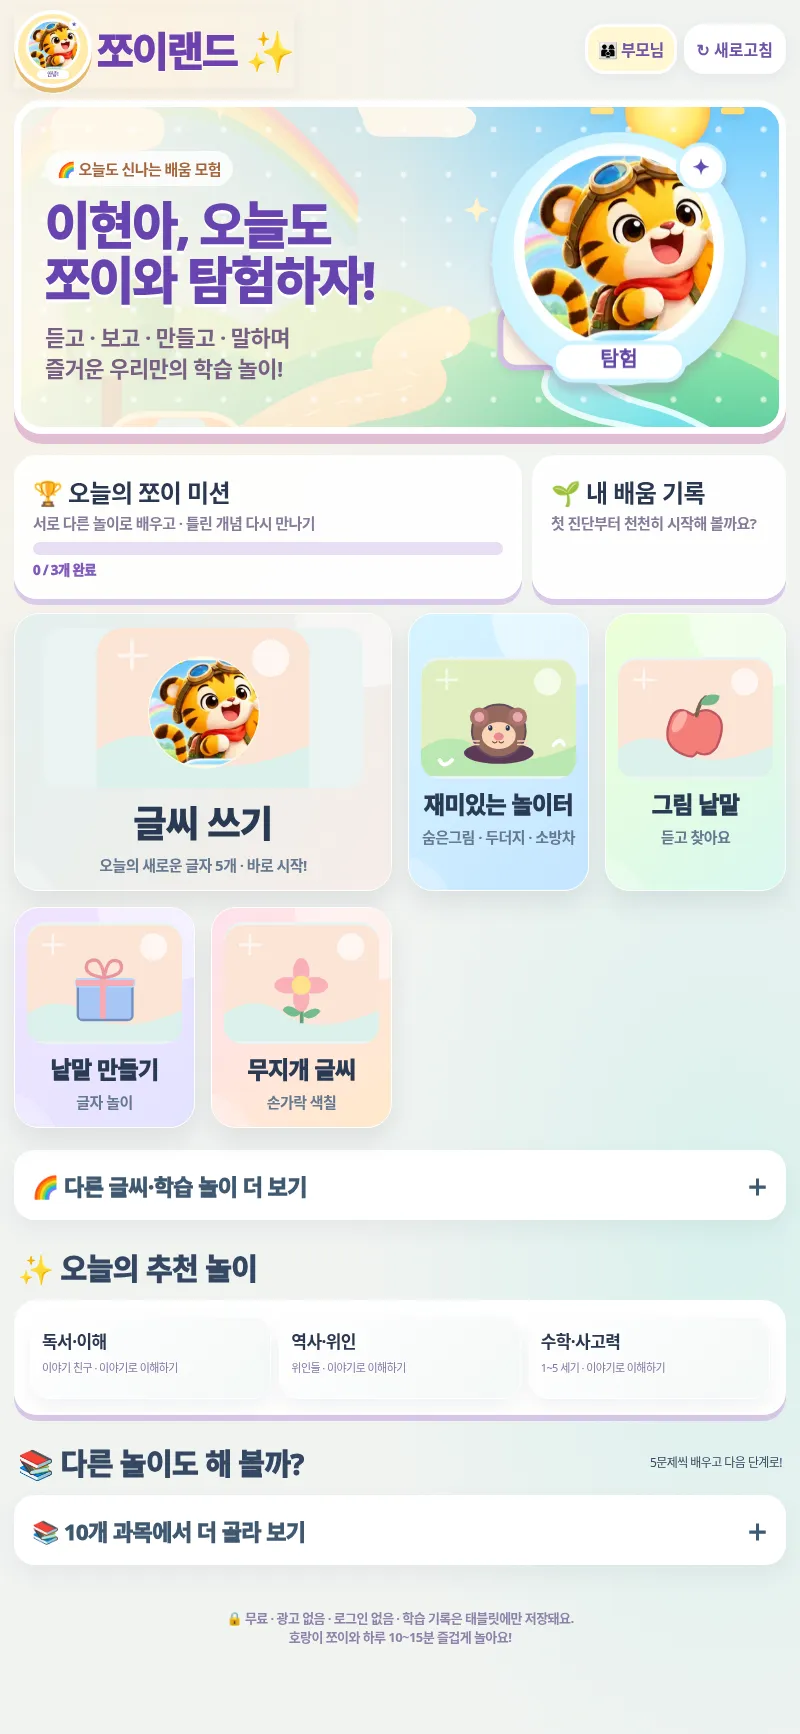 안녕!
쪼이랜드 ✨
👨‍👩‍👦 부모님
↻ 새로고침
🌈 오늘도 신나는 배움 모험
이현아, 오늘도
쪼이와 탐험하자!
듣고 · 보고 · 만들고 · 말하며
즐거운 우리만의 학습 놀이!
탐험
🏆 오늘의 쪼이 미션
서로 다른 놀이로 배우고 · 틀린 개념 다시 만나기
0 / 3개 완료
🌱 내 배움 기록
첫 진단부터 천천히 시작해 볼까요?
글씨 쓰기
오늘의 새로운 글자 5개 · 바로 시작!
재미있는 놀이터
숨은그림 · 두더지 · 소방차
그림 낱말
듣고 찾아요
낱말 만들기
글자 놀이
무지개 글씨
손가락 색칠
🌈 다른 글씨·학습 놀이 더 보기
+
✨ 오늘의 추천 놀이
독서·이해
이야기 친구 · 이야기로 이해하기
역사·위인
위인들 · 이야기로 이해하기
수학·사고력
1~5 세기 · 이야기로 이해하기
📚 다른 놀이도 해 볼까?
5문제씩 배우고 다음 단계로!
📚 10개 과목에서 더 골라 보기
+
🔒 무료 · 광고 없음 · 로그인 없음 · 학습 기록은 태블릿에만 저장돼요.
호랑이 쪼이와 하루 10~15분 즐겁게 놀아요!